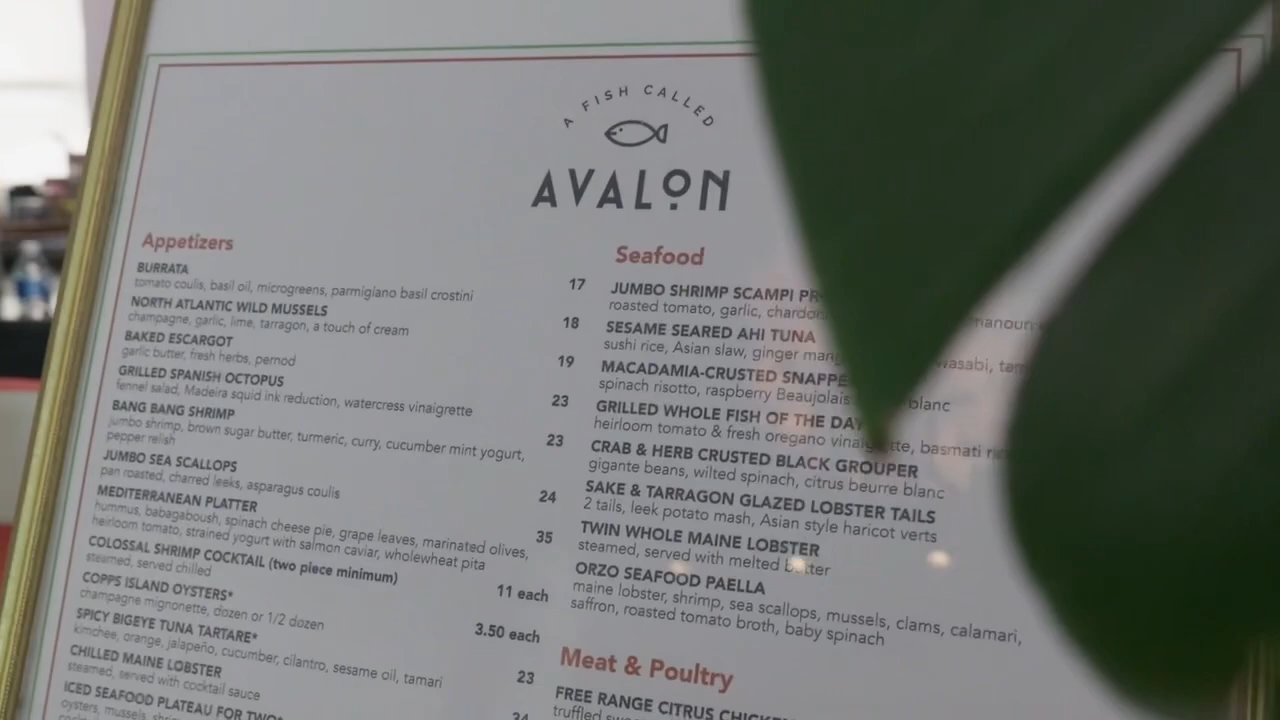 A FISH CALLED
AVALON
Appetizers
BURRATA
tomato coulis, basil oil, microgreens, parmigiano basil crostini
17
NORTH ATLANTIC WILD MUSSELS
champagne, garlic, lime, tarragon, a touch of cream
18
BAKED ESCARGOT
garlic butter, fresh herbs, pernod
19
GRILLED SPANISH OCTOPUS
fennel salad, Madeira squid ink reduction, watercress vinaigrette
23
BANG BANG SHRIMP
jumbo shrimp, brown sugar butter, turmeric, curry, cucumber mint yogurt,
pepper relish
23
JUMBO SEA SCALLOPS
pan roasted, charred leeks, asparagus coulis
24
MEDITERRANEAN PLATTER
hummus, babagaboush, spinach cheese pie, grape leaves, marinated olives,
heirloom tomato, strained yogurt with salmon caviar, wholewheat pita
35
COLOSSAL SHRIMP COCKTAIL (two piece minimum)
steamed, served chilled
11 each
COPPS ISLAND OYSTERS*
champagne mignonette, dozen or 1/2 dozen
3.50 each
SPICY BIGEYE TUNA TARTARE*
kimchee, orange, jalapeño, cucumber, cilantro, sesame oil, tamari
23
CHILLED MAINE LOBSTER
steamed, served with cocktail sauce
ICED SEAFOOD PLATEAU FOR TWO*
oysters, mussels,
Seafood
JUMBO SHRIMP SCAMPI
roasted tomato, garlic,
SESAME SEARED AHI TUNA
sushi rice, Asian slaw, ginger wasabi,
MACADAMIA-CRUSTED
spinach risotto, raspberry Beaujolais blanc
GRILLED WHOLE FISH OF THE DAY
heirloom tomato & fresh oregano basmati
CRAB & HERB CRUSTED BLACK GROUPER
gigante beans, wilted spinach, citrus beurre blanc
SAKE & TARRAGON GLAZED LOBSTER TAILS
2 tails, leek potato mash, Asian style haricot verts
TWIN WHOLE MAINE LOBSTER
steamed, served with melted butter
ORZO SEAFOOD PAELLA
maine lobster, shrimp, sea scallops, mussels, clams, calamari,
saffron, roasted tomato broth, baby spinach
Meat & Poultry
FREE RANGE CITRUS
truffled